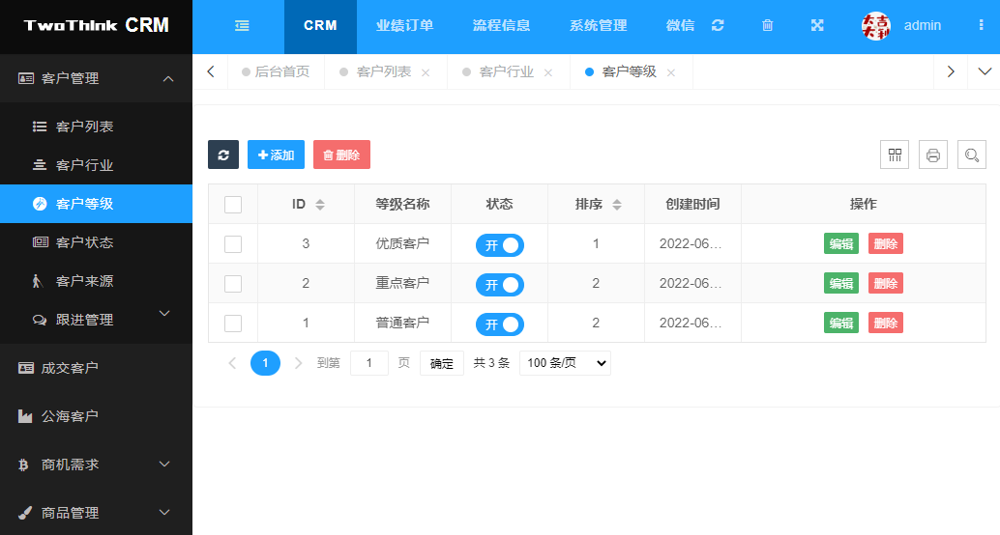 TwoThink CRM
CRM 业绩订单 流程信息 系统管理 微信 admin
后台首页 客户列表 客户行业 客户等级
客户管理
客户列表
客户行业
客户等级
客户状态
客户来源
跟进管理
成交客户
公海客户
商机需求
商品管理
添加 删除
ID 等级名称 状态 排序 创建时间 操作
3 优质客户 开 1 2022-06... 编辑 删除
2 重点客户 开 2 2022-06... 编辑 删除
1 普通客户 开 2 2022-06... 编辑 删除
1 到第 1 页 确定 共 3 条 100 条/页